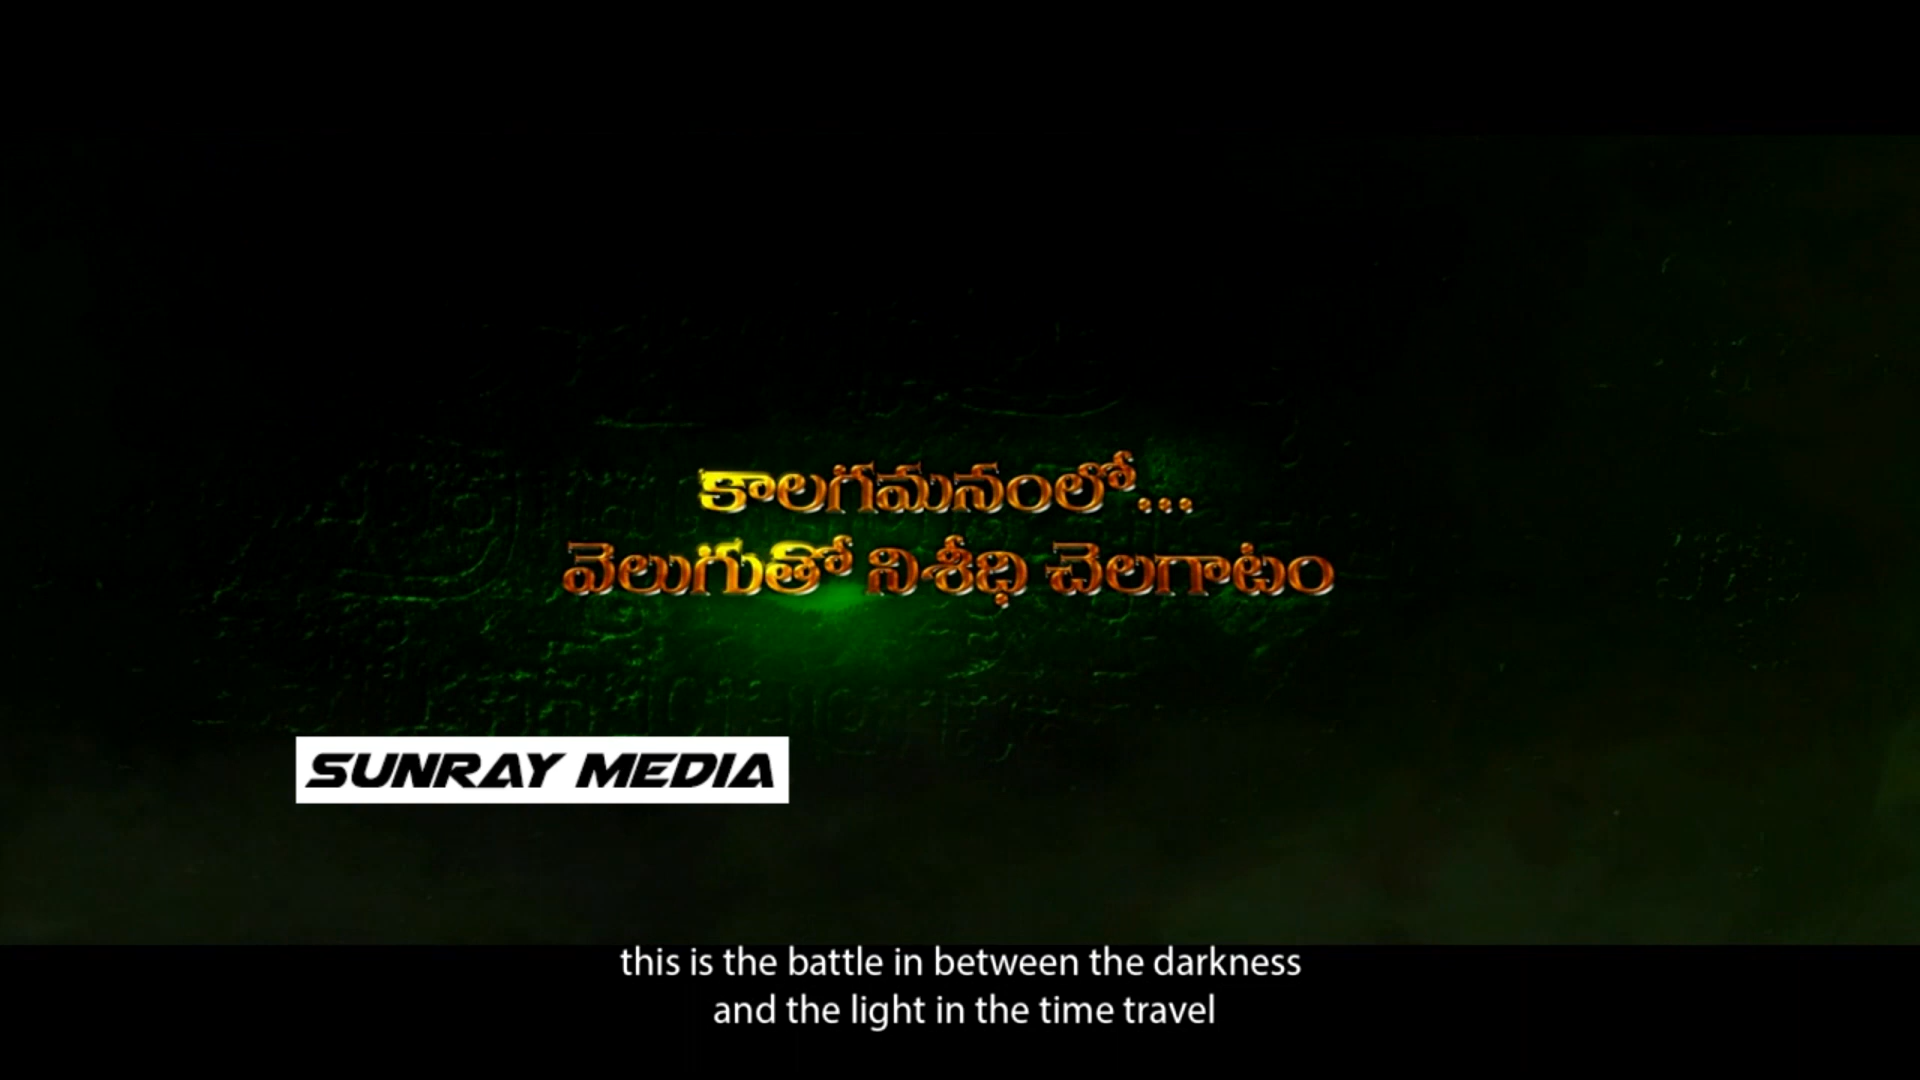 కాలగమనంలో...
వెలుగుతో నిశీధి చెలగాటం
SUNRAY MEDIA
this is the battle in between the darkness
and the light in the time travel